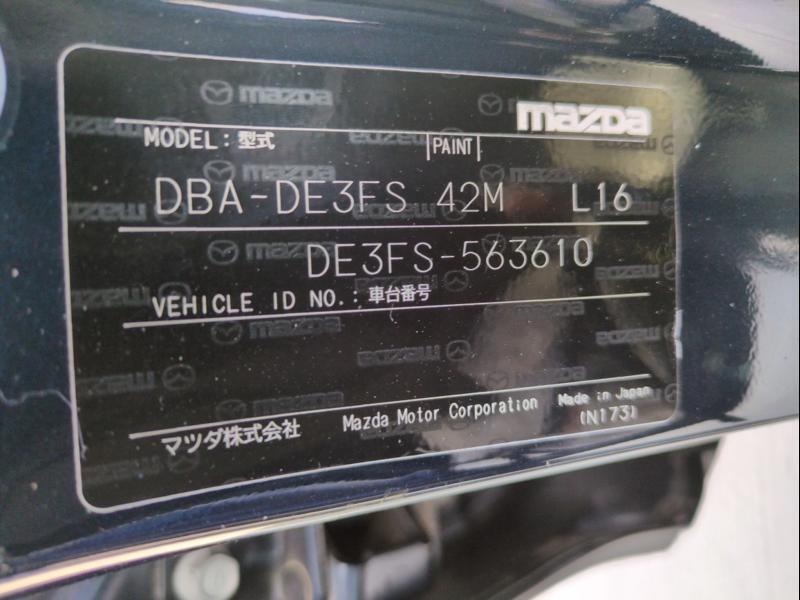 mazda
MODEL：型式 PAINT
DBA-DE3FS 42M L16
DE3FS-563610
VEHICLE ID NO.：車台番号
マツダ株式会社 Mazda Motor Corporation Made in Japan
(N173)